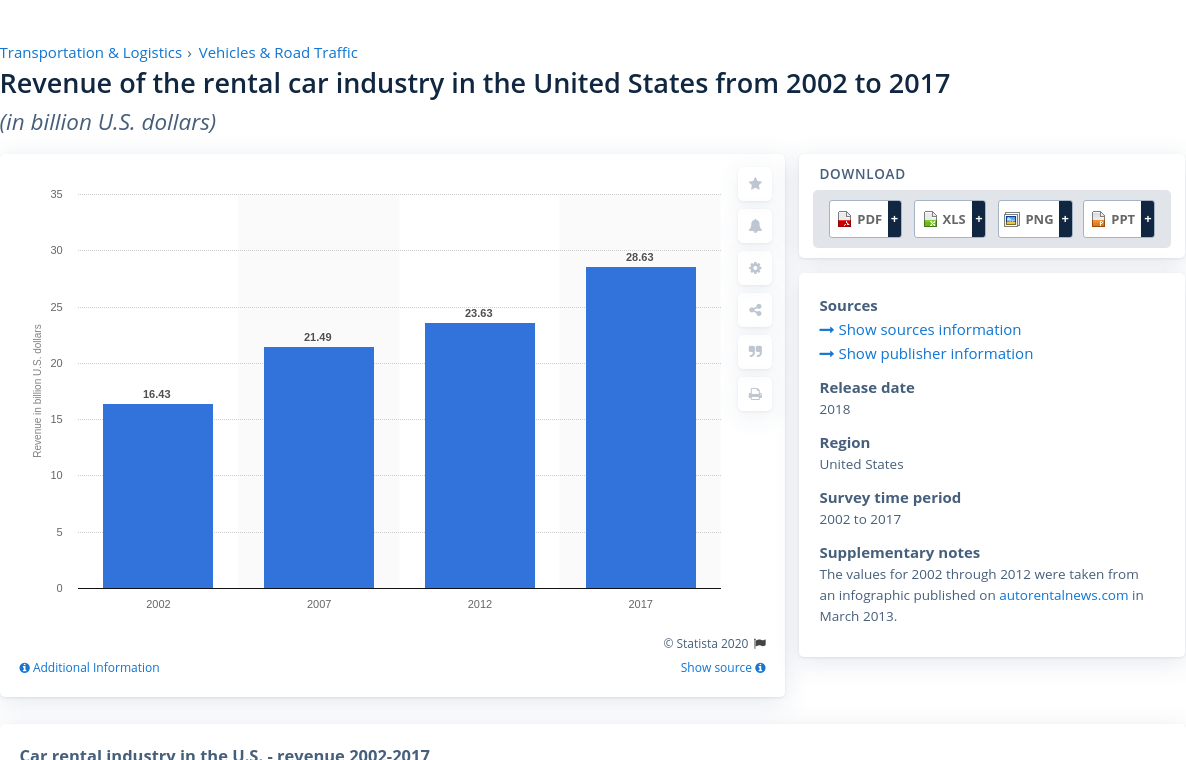 Transportation & Logistics › Vehicles & Road Traffic
Revenue of the rental car industry in the United States from 2002 to 2017
(in billion U.S. dollars)
35
30
25
20
15
10
5
0
Revenue in billion U.S. dollars
16.43
21.49
23.63
28.63
2002
2007
2012
2017
© Statista 2020
Additional Information
Show source
DOWNLOAD
PDF +
XLS +
PNG +
PPT +
Sources
Show sources information
Show publisher information
Release date
2018
Region
United States
Survey time period
2002 to 2017
Supplementary notes
The values for 2002 through 2012 were taken from
an infographic published on autorentalnews.com in
March 2013.
Car rental industry in the U.S. - revenue 2002-2017